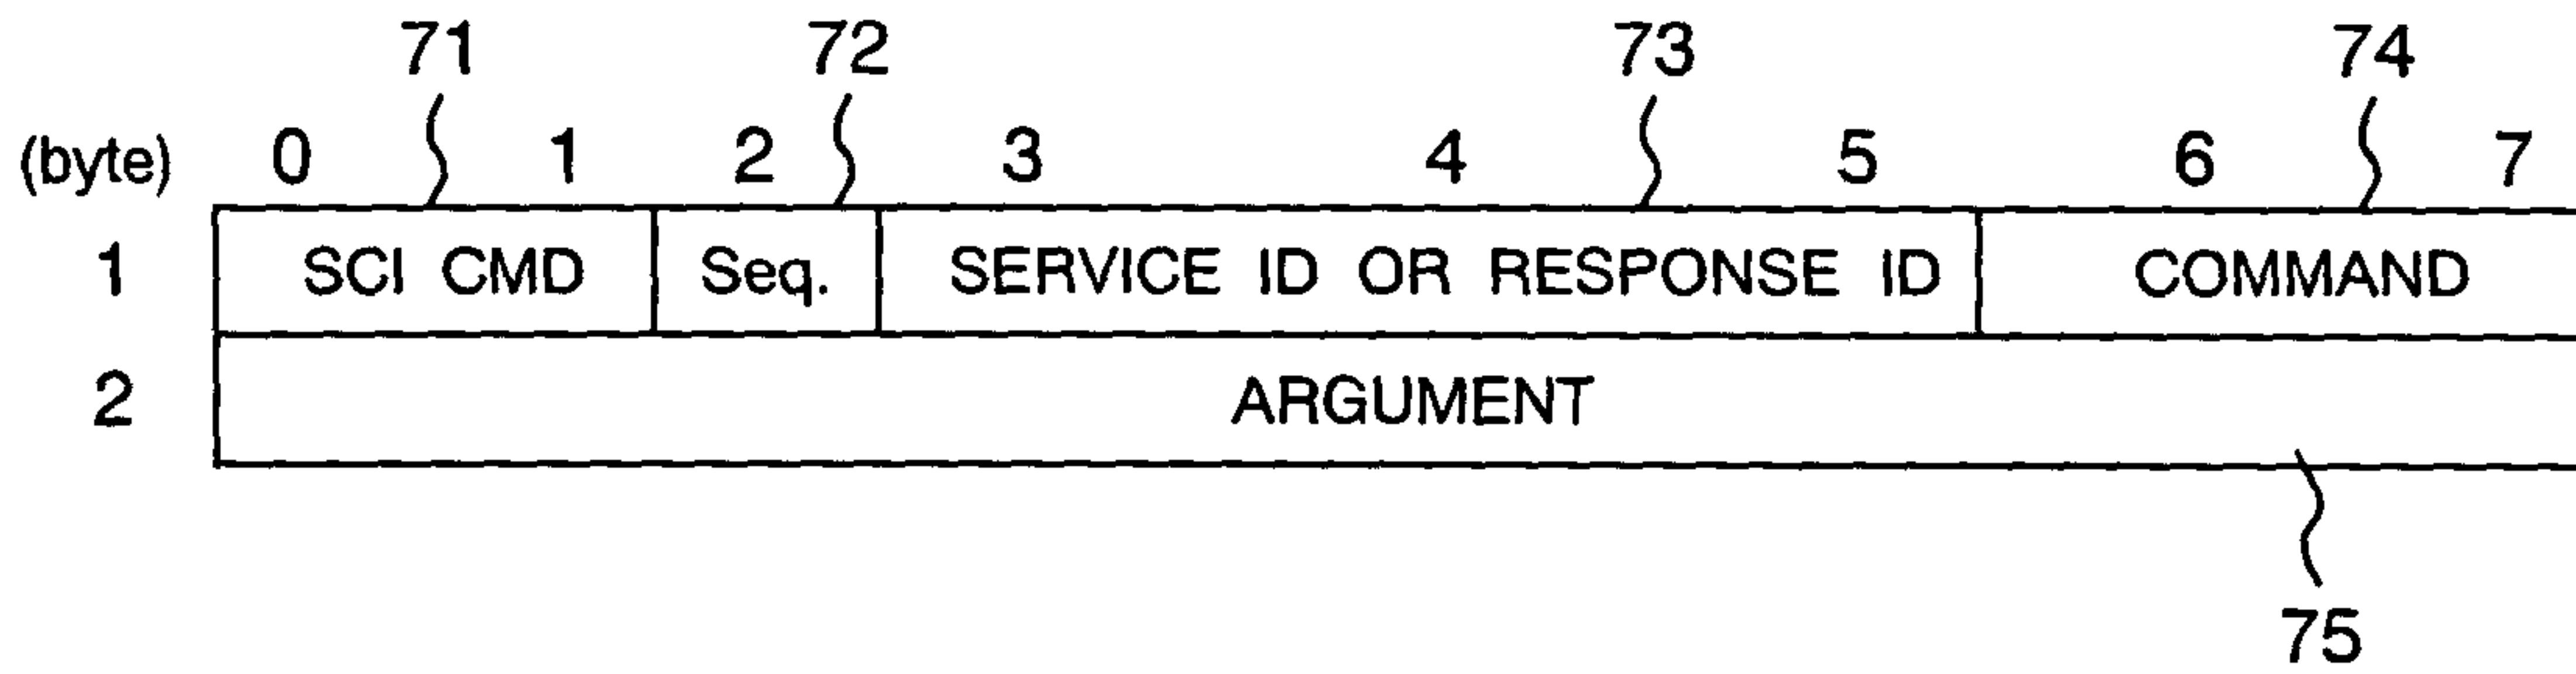 71 72 73 74
(byte) 0 1 2 3 4 5 6 7
1 SCI CMD Seq. SERVICE ID OR RESPONSE ID COMMAND
2 ARGUMENT
75